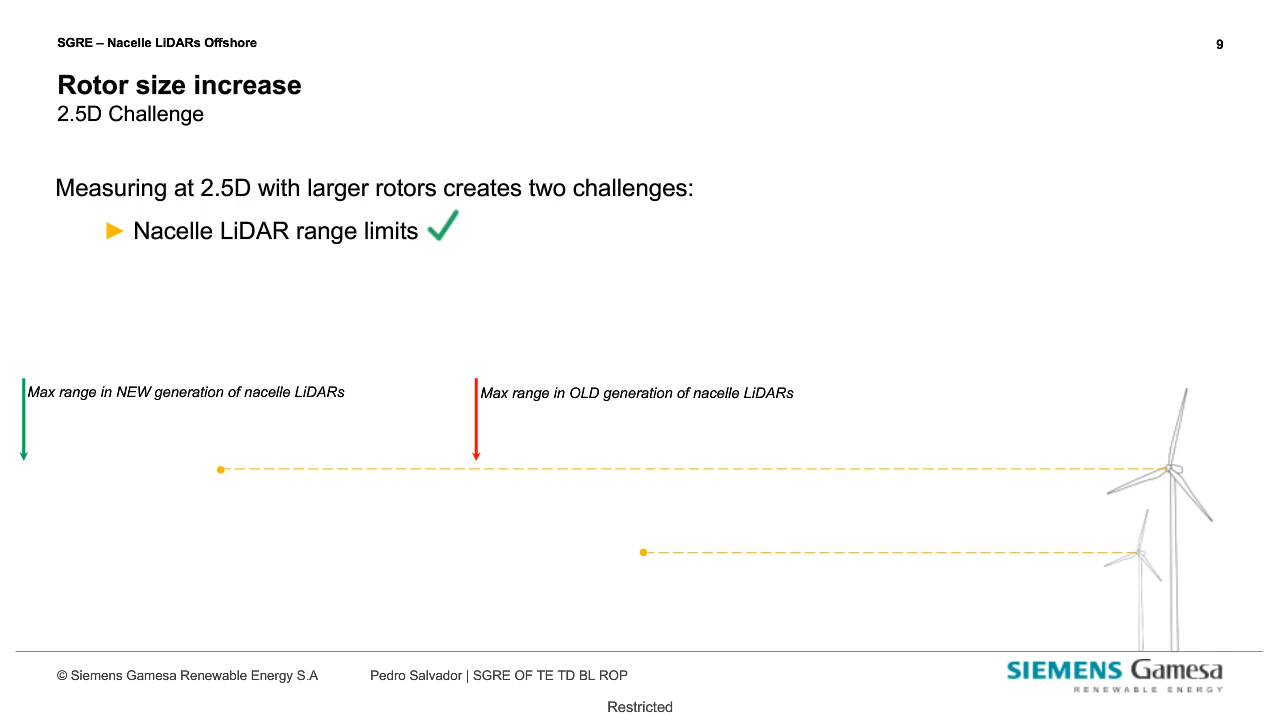 SGRE – Nacelle LiDARs Offshore
9
Rotor size increase
2.5D Challenge
Measuring at 2.5D with larger rotors creates two challenges:
► Nacelle LiDAR range limits
Max range in NEW generation of nacelle LiDARs
Max range in OLD generation of nacelle LiDARs
© Siemens Gamesa Renewable Energy S.A
Pedro Salvador | SGRE OF TE TD BL ROP
SIEMENS Gamesa
RENEWABLE ENERGY
Restricted